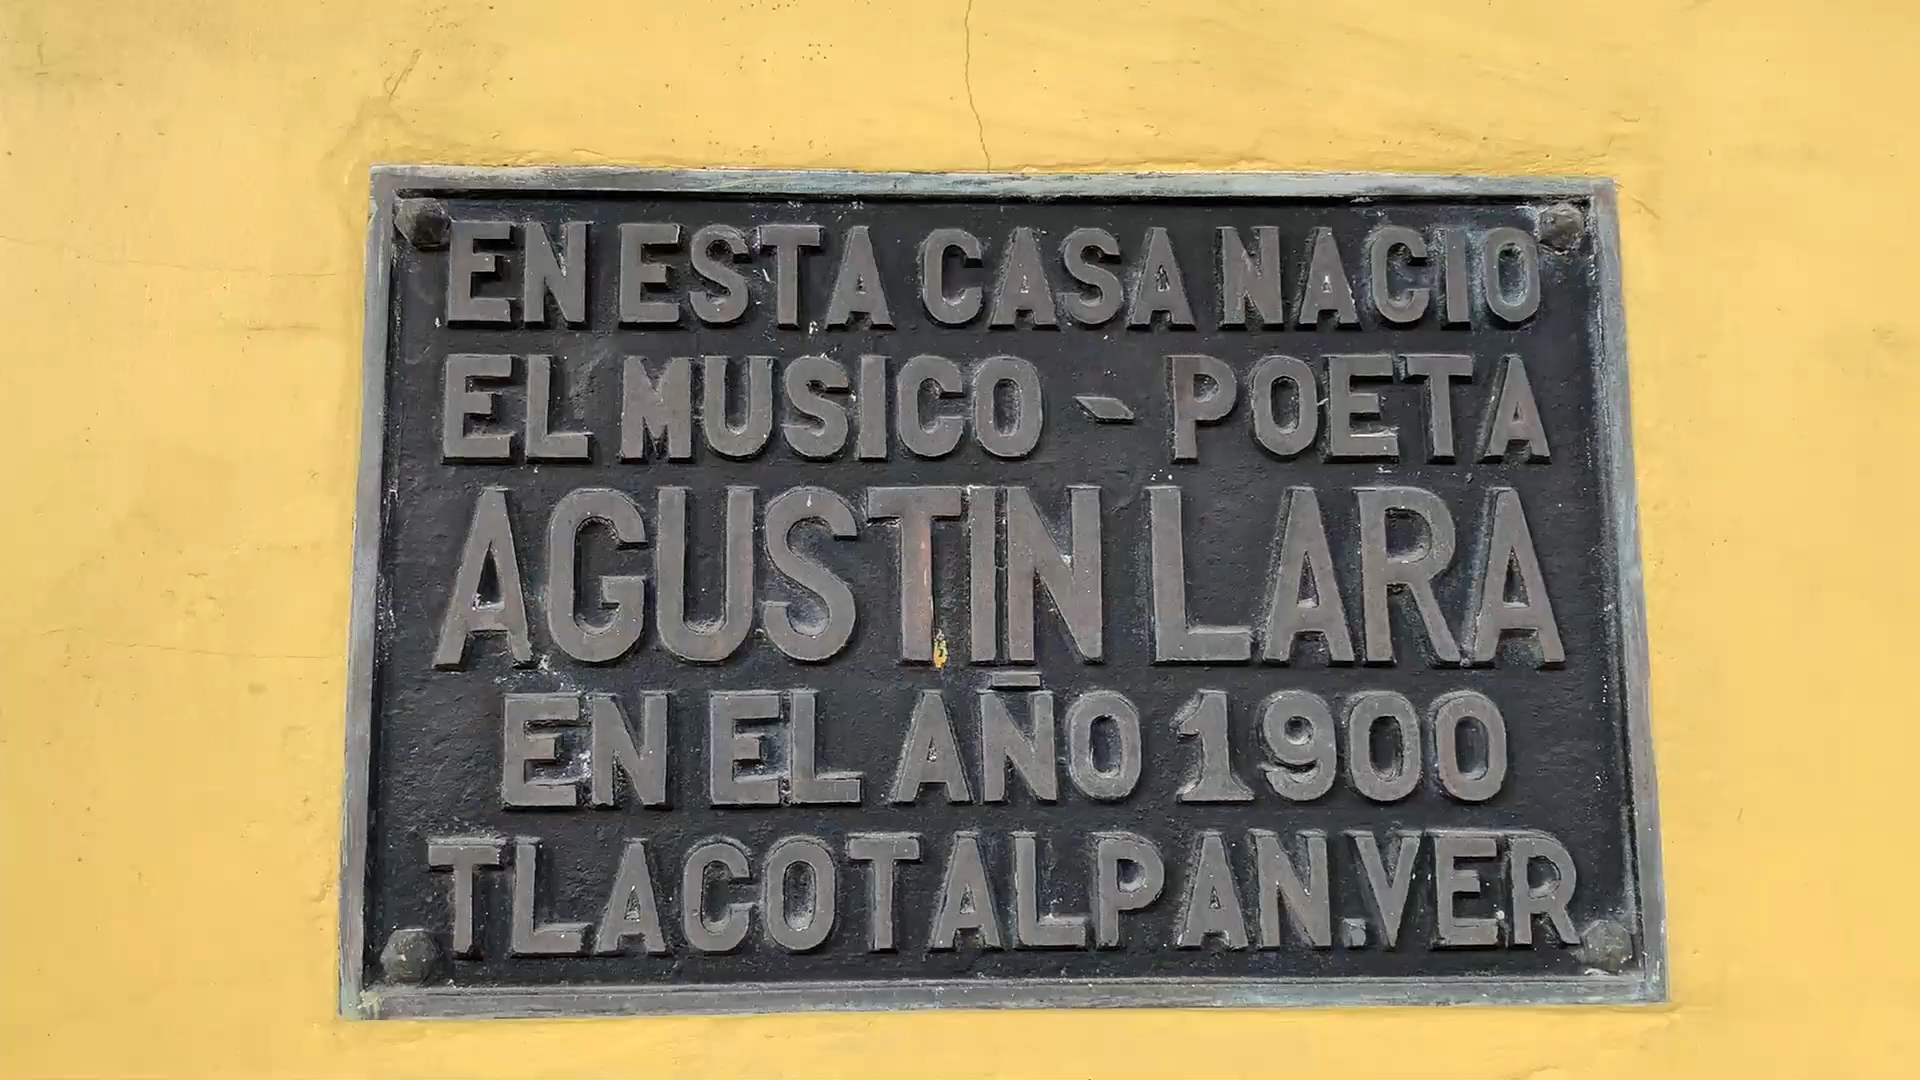 EN ESTA CASA NACIO
EL MUSICO - POETA
AGUSTIN LARA
EN EL AÑO 1900
TLACOTALPAN.VER